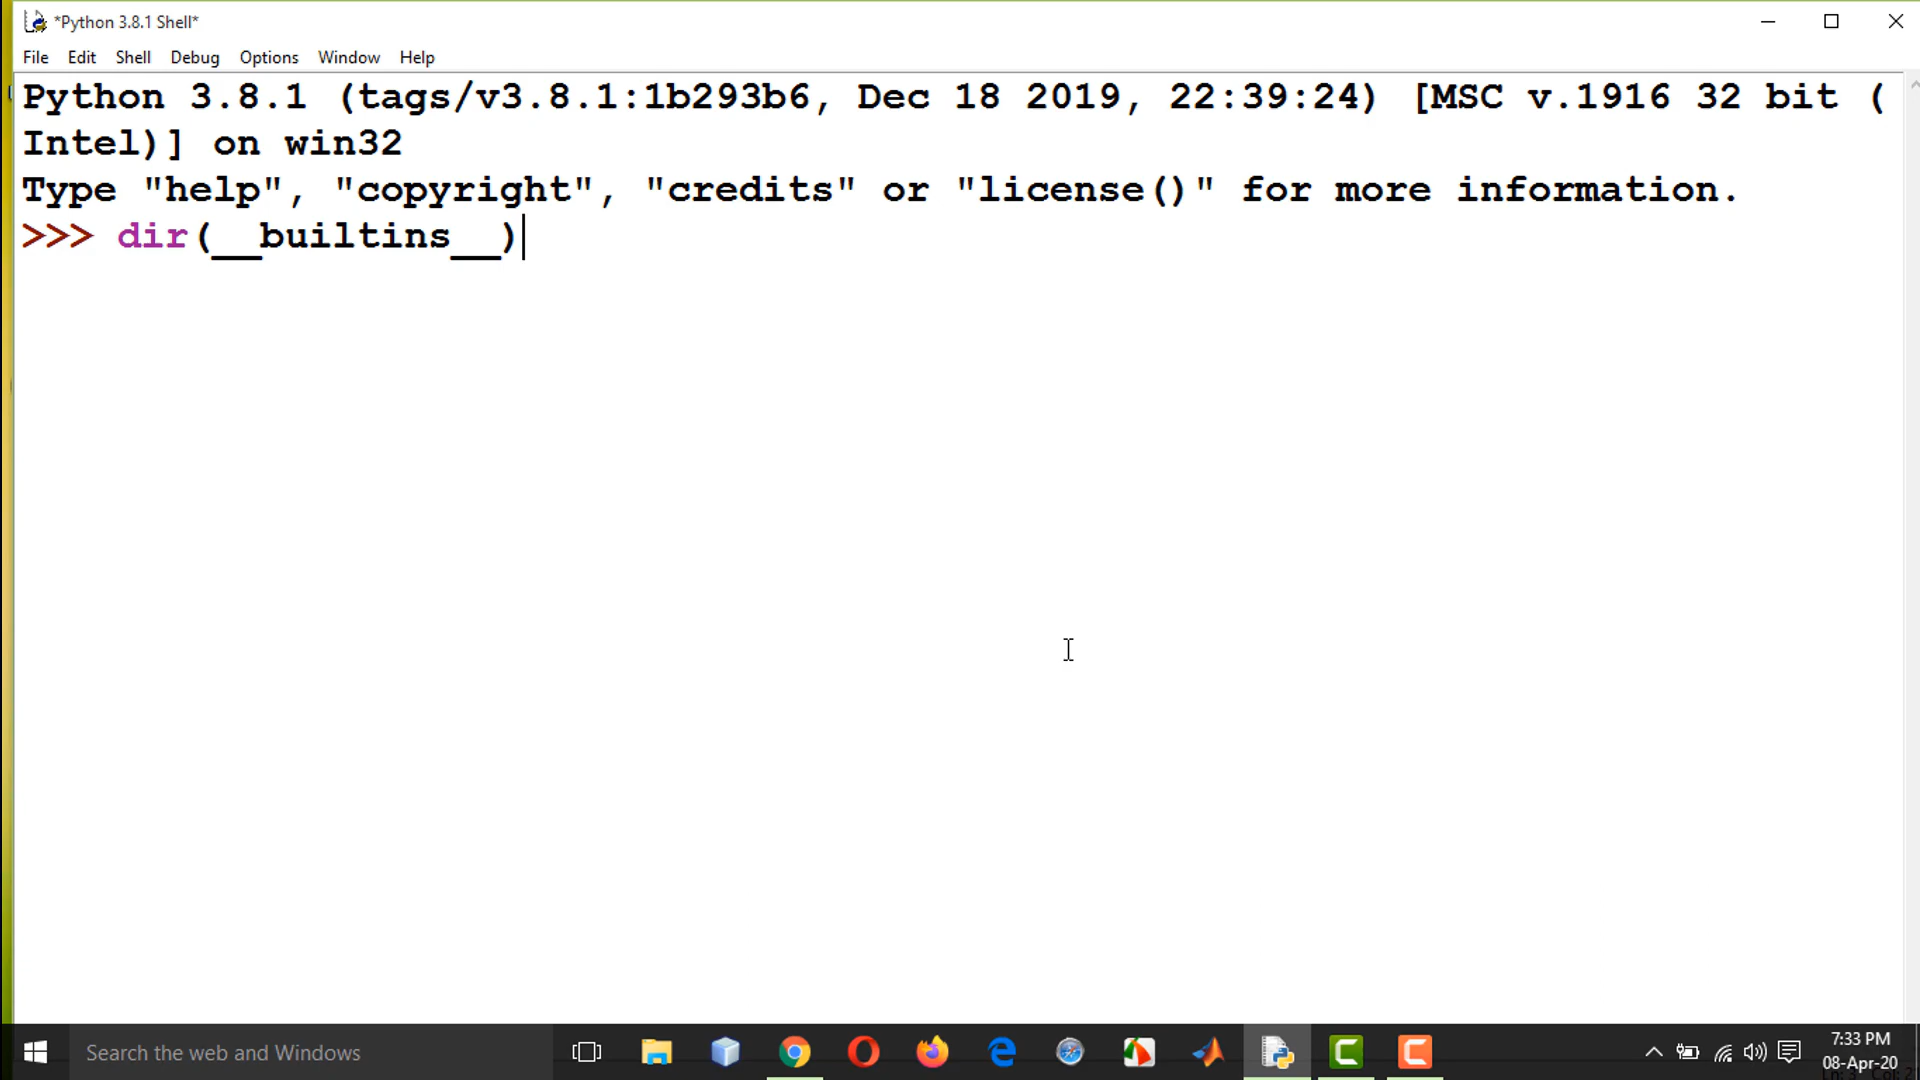 *Python 3.8.1 Shell*
File Edit Shell Debug Options Window Help
Python 3.8.1 (tags/v3.8.1:1b293b6, Dec 18 2019, 22:39:24) [MSC v.1916 32 bit (
Intel)] on win32
Type "help", "copyright", "credits" or "license()" for more information.
>>> dir(__builtins__)
Search the web and Windows
7:33 PM
08-Apr-20